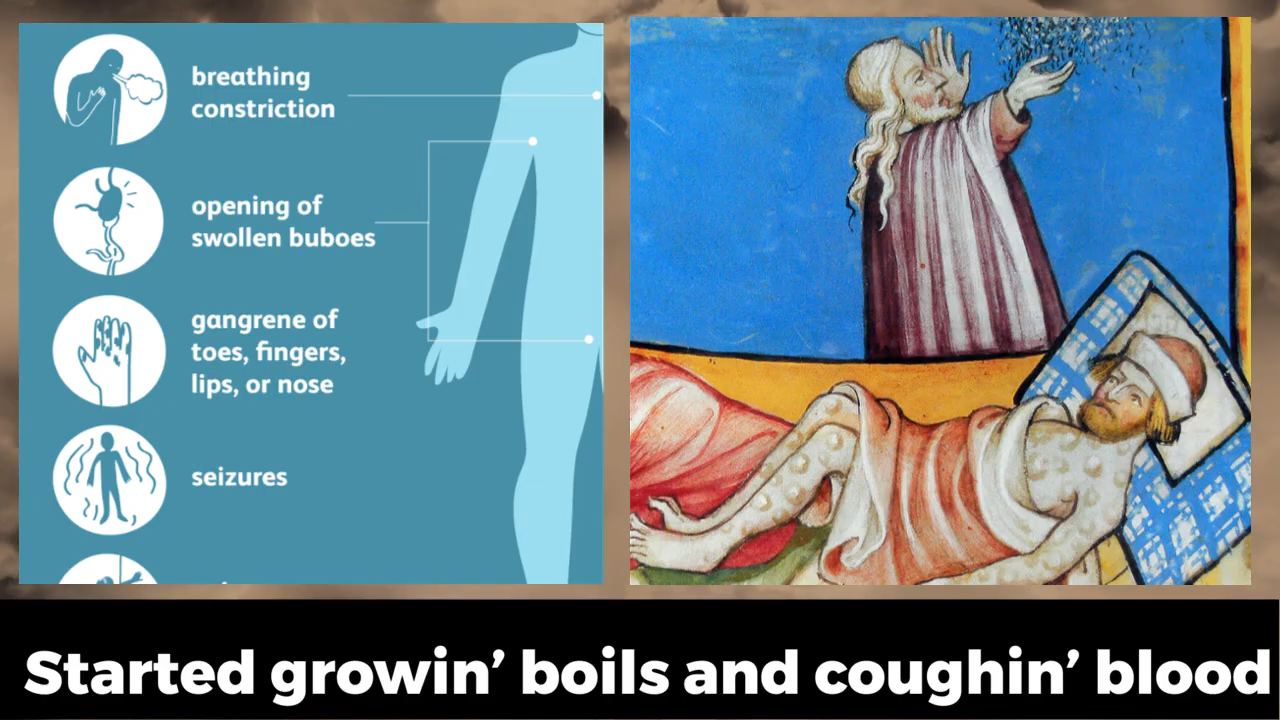 breathing
constriction
opening of
swollen buboes
gangrene of
toes, fingers,
lips, or nose
seizures
Started growin’ boils and coughin’ blood